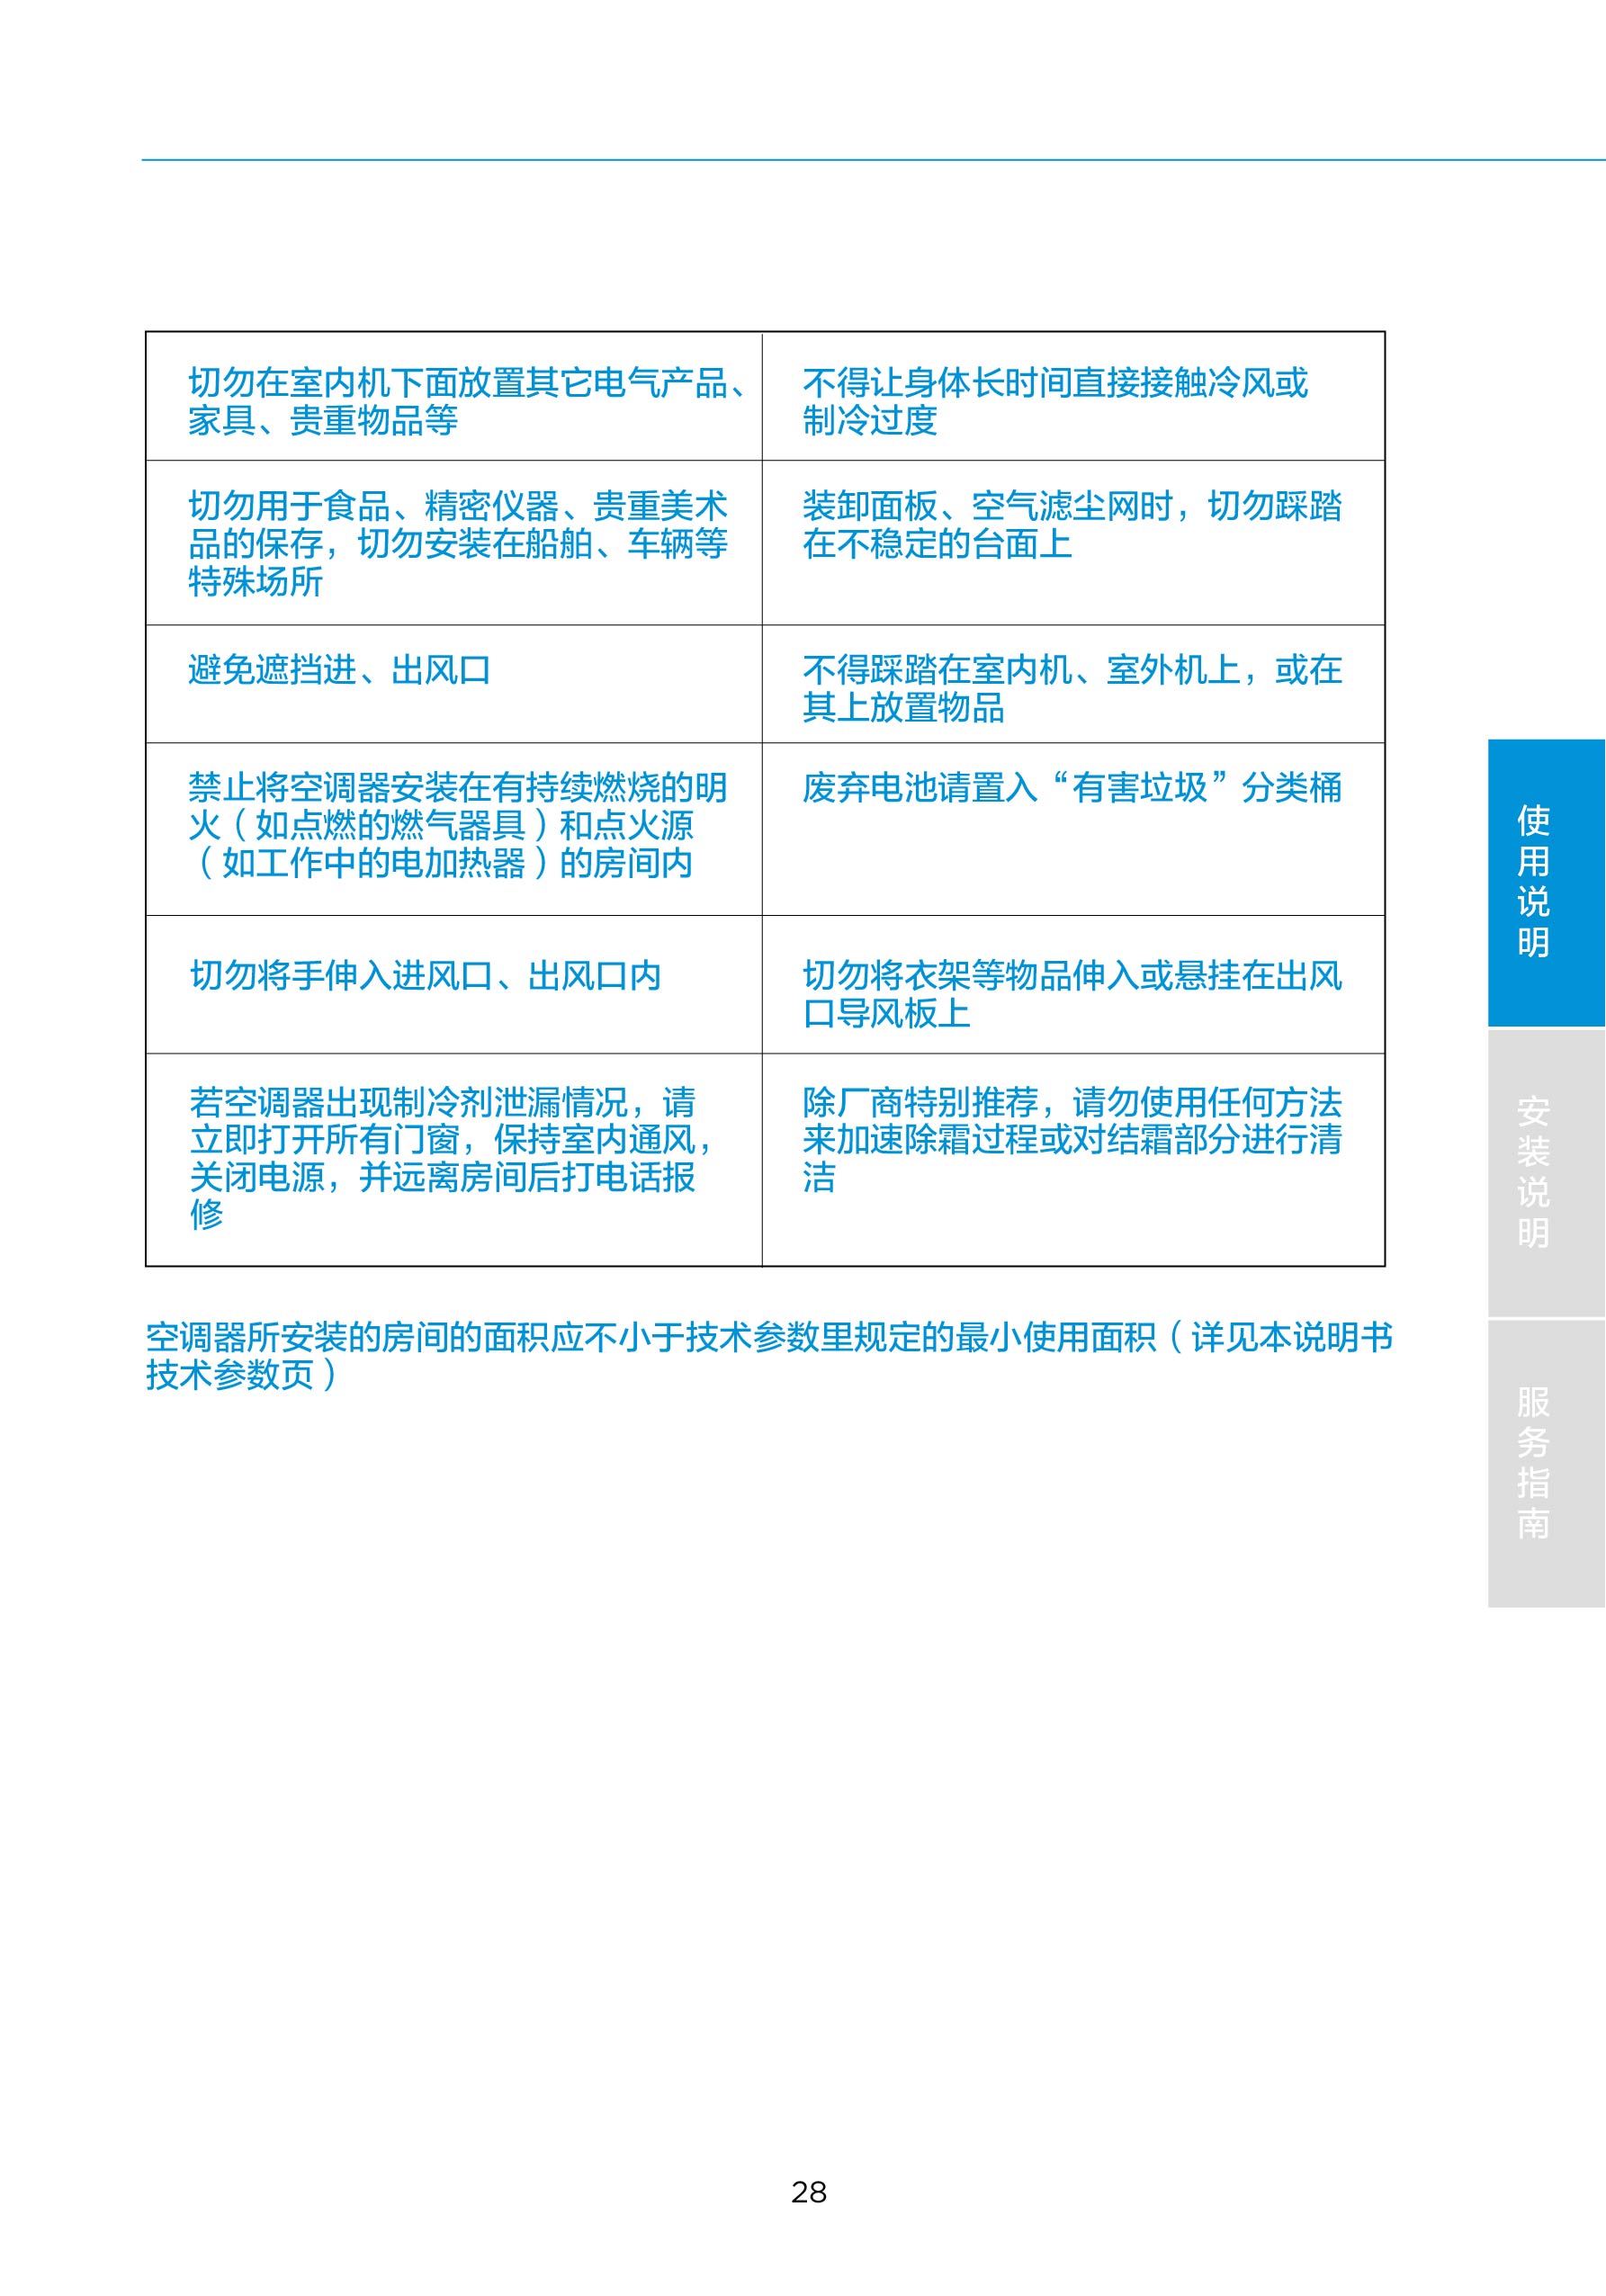 切勿在室内机下面放置其它电气产品、
家具、贵重物品等
不得让身体长时间直接接触冷风或
制冷过度
切勿用于食品、精密仪器、贵重美术
品的保存，切勿安装在船舶、车辆等
特殊场所
装卸面板、空气滤尘网时，切勿踩踏
在不稳定的台面上
避免遮挡进、出风口
不得踩踏在室内机、室外机上，或在
其上放置物品
禁止将空调器安装在有持续燃烧的明
火（如点燃的燃气器具）和点火源
（如工作中的电加热器）的房间内
废弃电池请置入“有害垃圾”分类桶
切勿将手伸入进风口、出风口内
切勿将衣架等物品伸入或悬挂在出风
口导风板上
若空调器出现制冷剂泄漏情况，请
立即打开所有门窗，保持室内通风，
关闭电源，并远离房间后打电话报
修
除厂商特别推荐，请勿使用任何方法
来加速除霜过程或对结霜部分进行清
洁
空调器所安装的房间的面积应不小于技术参数里规定的最小使用面积（详见本说明书
技术参数页）
使用说明
安装说明
服务指南
28